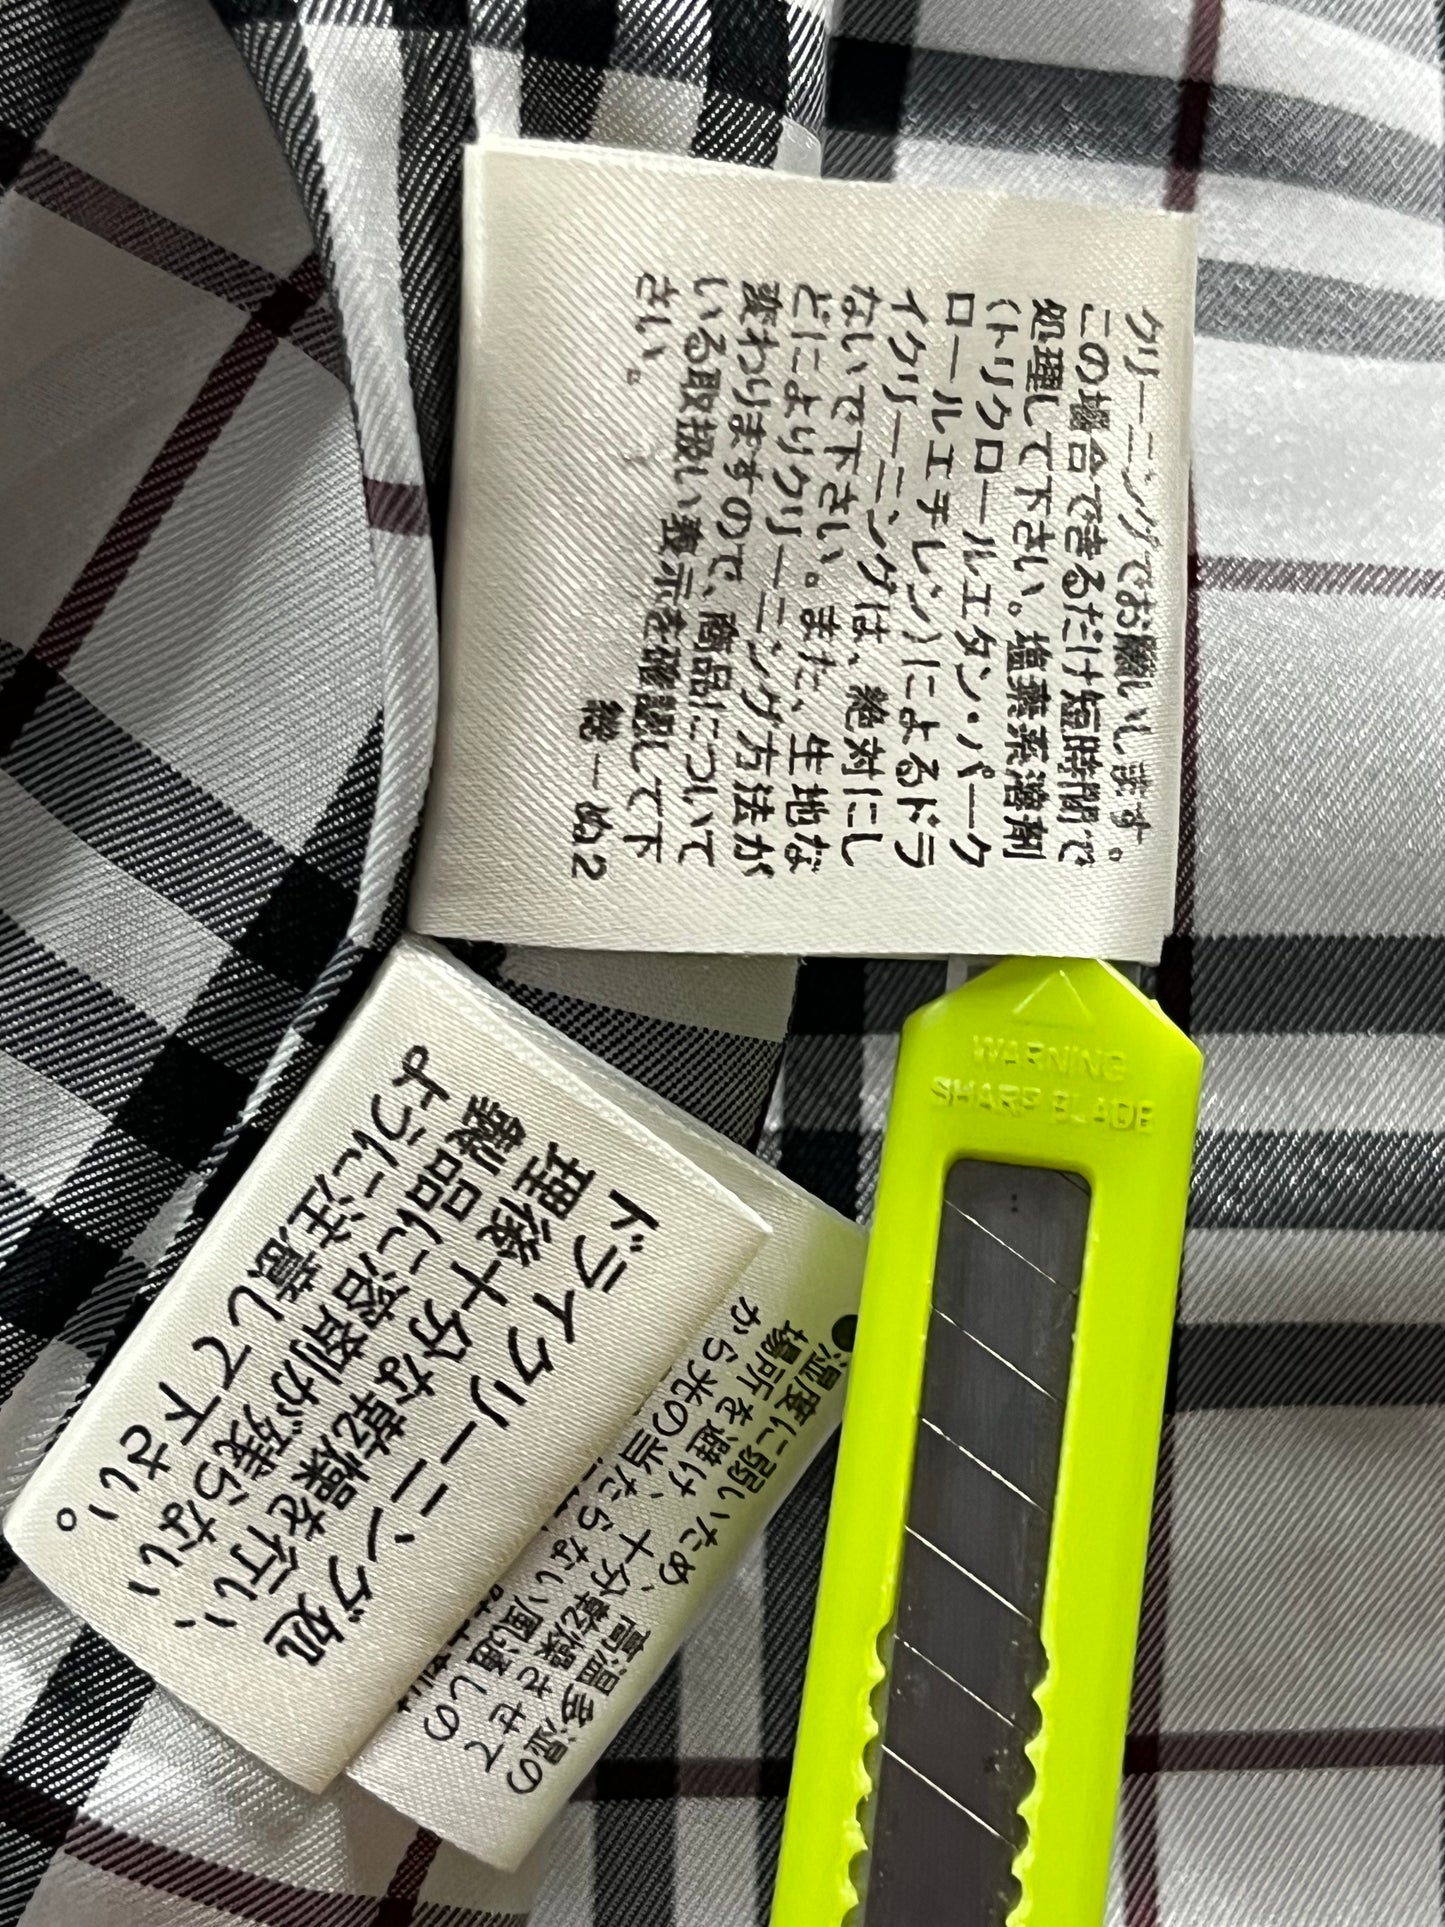 クリーニングでお願いします。
この場合できるだけ短時間で
処理して下さい。塩素系溶剤
(トリクロールエタン・パーク
ロールエチレン)によるドラ
イクリーニングは、絶対にし
ないで下さい。また、生地な
どによりクリーニング方法が
変わりますので、商品について
いる取扱い表示を確認して下
さい。
総一ぬ2
ドライクリーニング処
理後十分な乾燥を行い、
製品に溶剤が残らない
ように注意して下さい。
●湿度に弱いため、高温多湿の
場所を避け、十分乾燥させて
から光の当たらない風通しの
WARNING
SHARP BLADE